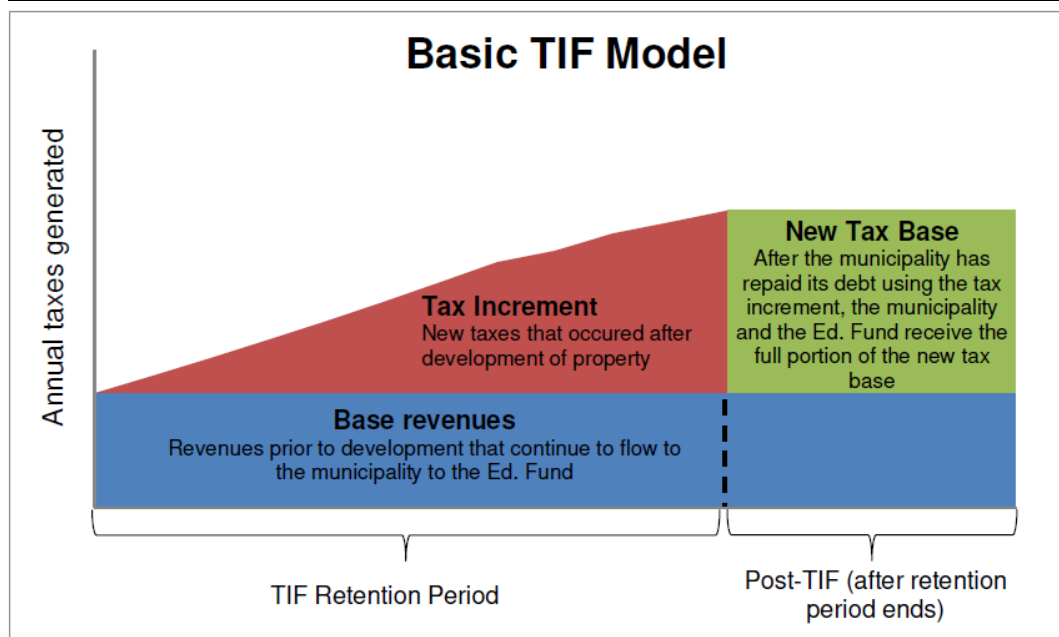 Basic TIF Model
Annual taxes generated
Tax Increment
New taxes that occured after
development of property
New Tax Base
After the municipality has
repaid its debt using the tax
increment, the municipality
and the Ed. Fund receive the
full portion of the new tax
base
Base revenues
Revenues prior to development that continue to flow to
the municipality to the Ed. Fund
TIF Retention Period
Post-TIF (after retention
period ends)